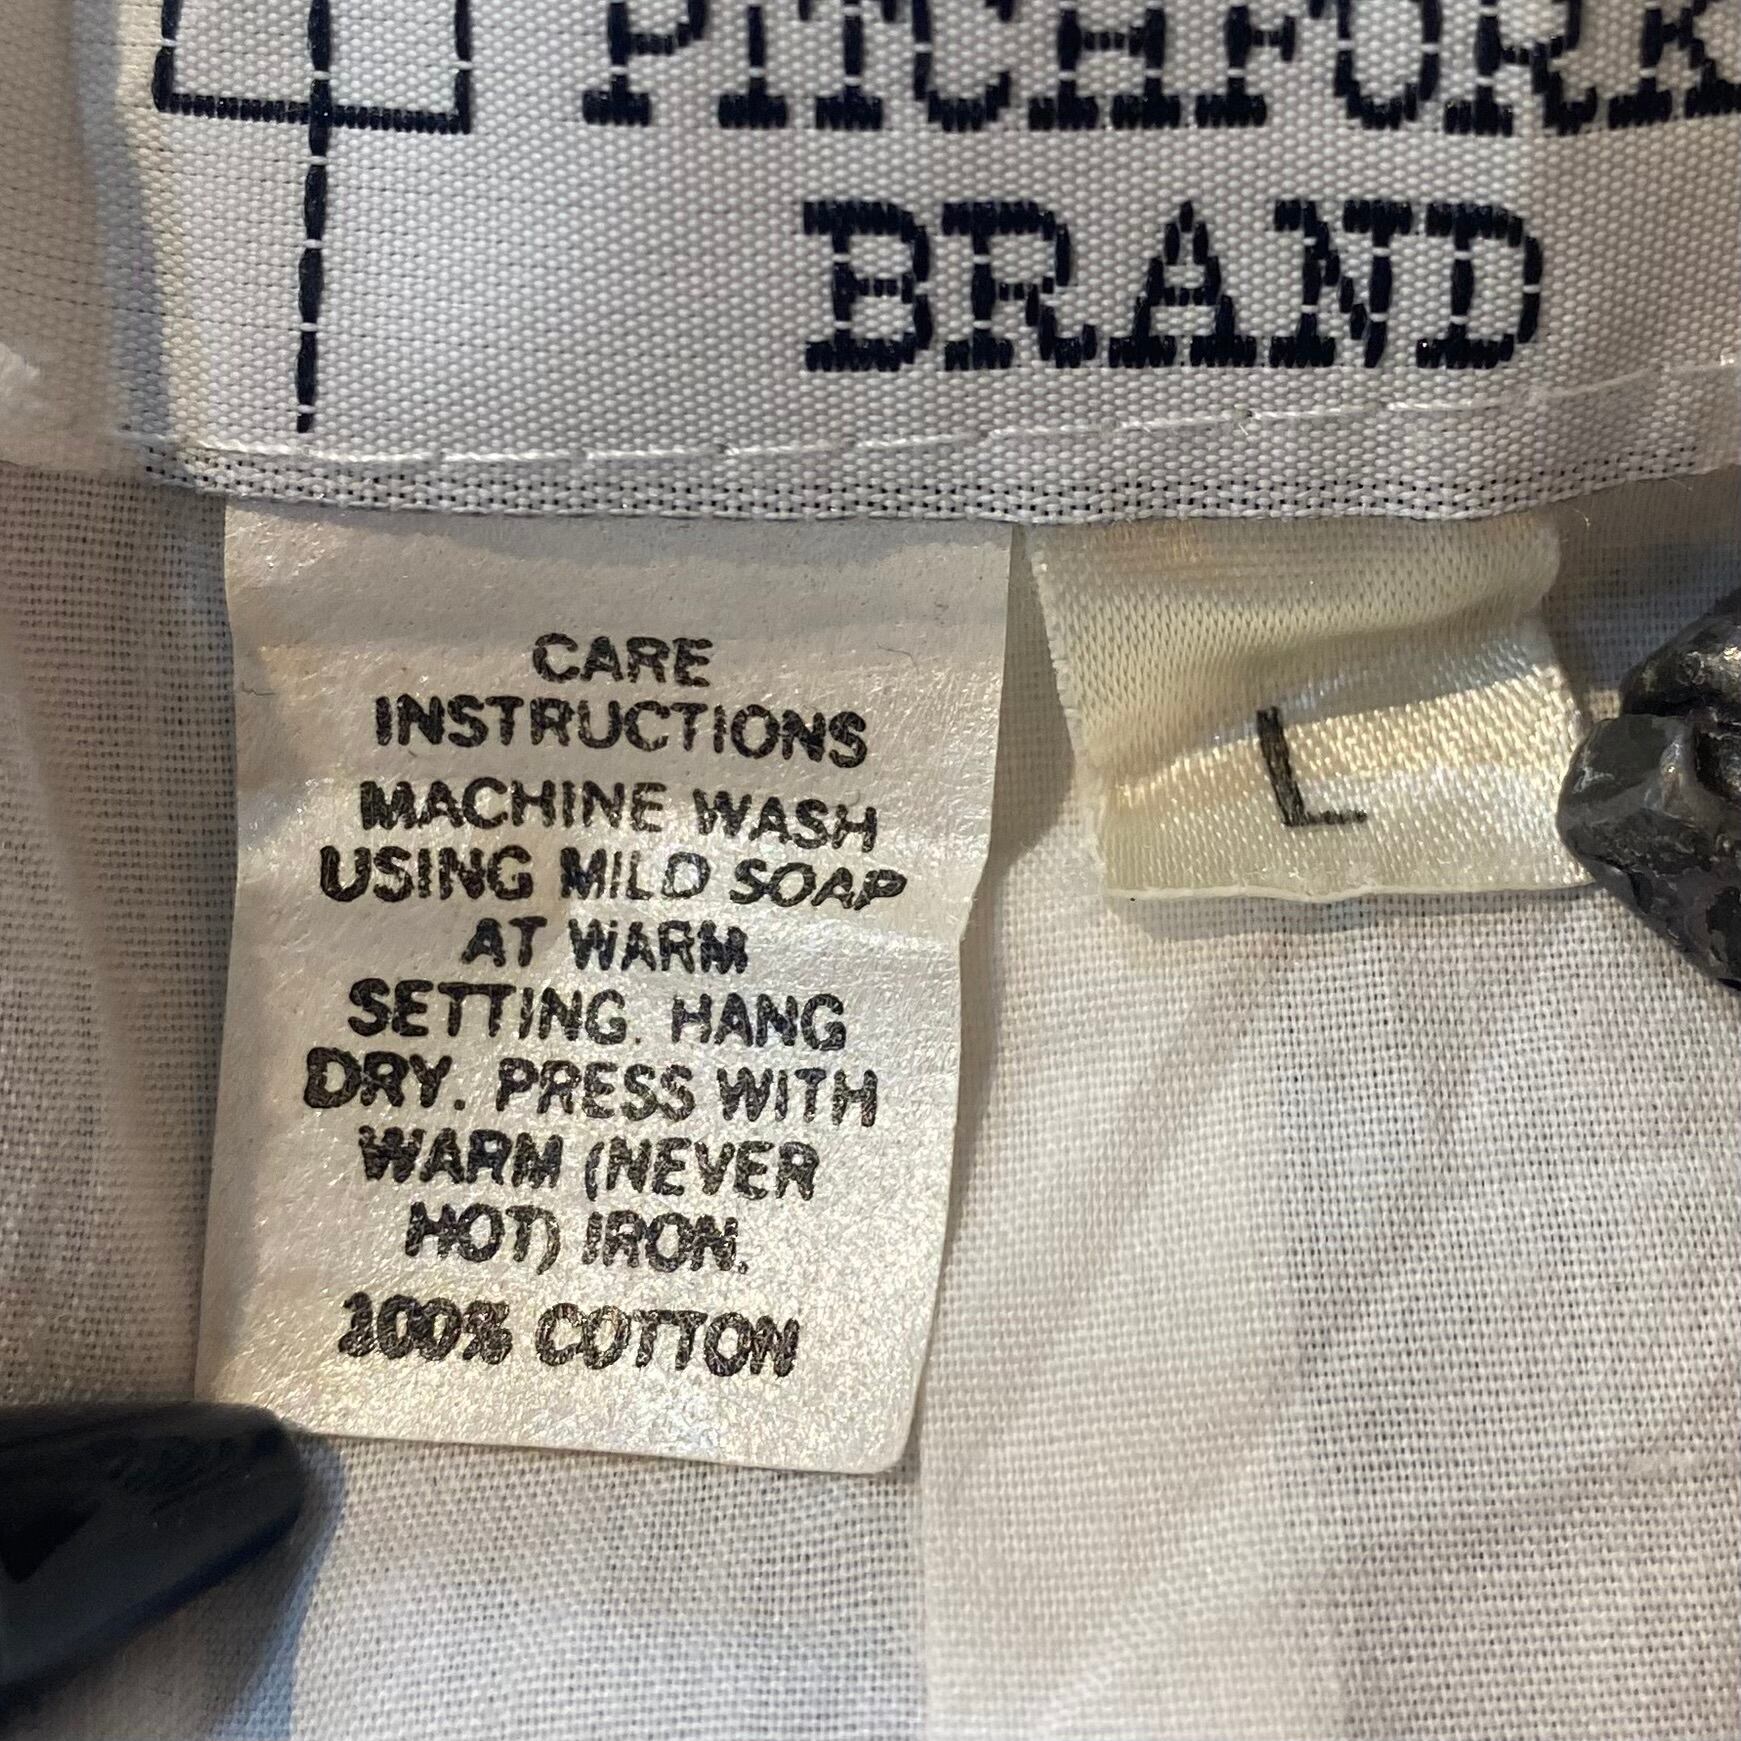 PITCHFORK
BRAND
CARE
INSTRUCTIONS
MACHINE WASH
USING MILD SOAP
AT WARM
SETTING. HANG
DRY. PRESS WITH
WARM (NEVER
HOT) IRON.
100% COTTON
L